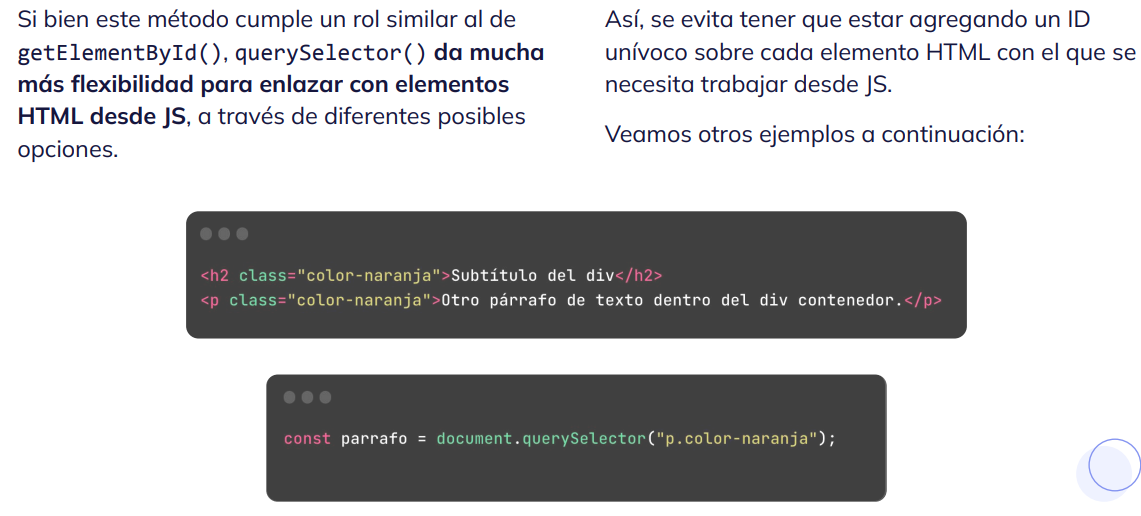 Si bien este método cumple un rol similar al de
getElementById(), querySelector() da mucha
más flexibilidad para enlazar con elementos
HTML desde JS, a través de diferentes posibles
opciones.
Así, se evita tener que estar agregando un ID
unívoco sobre cada elemento HTML con el que se
necesita trabajar desde JS.
Veamos otros ejemplos a continuación:
<h2 class="color-naranja">Subtítulo del div</h2>
<p class="color-naranja">Otro párrafo de texto dentro del div contenedor.</p>
const parrafo = document.querySelector("p.color-naranja");